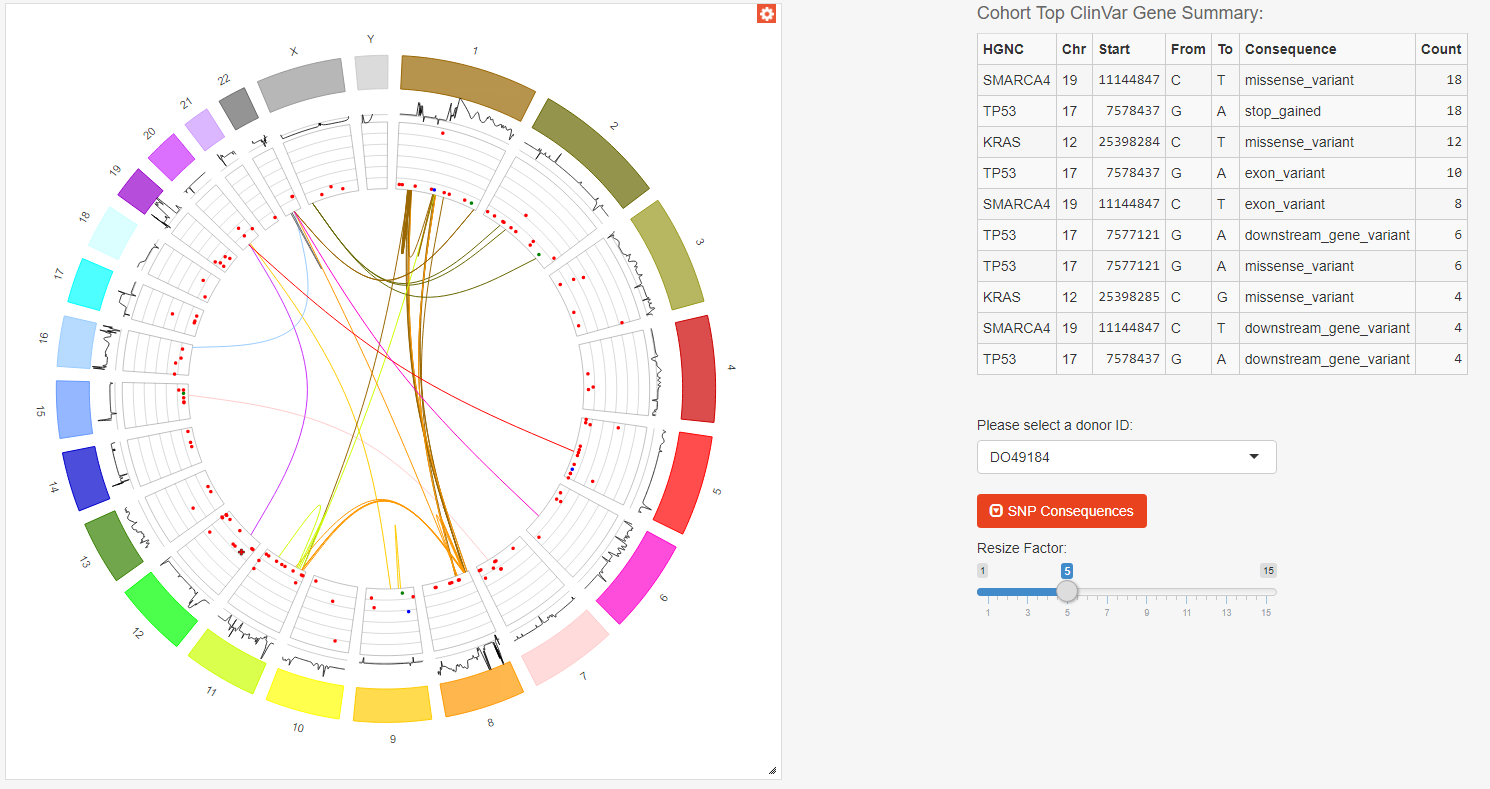 X
Y
1
2
3
4
5
6
7
8
9
10
11
12
13
14
15
16
17
18
19
20
21
22
Cohort Top ClinVar Gene Summary:
HGNC Chr Start From To Consequence Count
SMARCA4 19 11144847 C T missense_variant 18
TP53 17 7578437 G A stop_gained 18
KRAS 12 25398284 C T missense_variant 12
TP53 17 7578437 G A exon_variant 10
SMARCA4 19 11144847 C T exon_variant 8
TP53 17 7577121 G A downstream_gene_variant 6
TP53 17 7577121 G A missense_variant 6
KRAS 12 25398285 C G missense_variant 4
SMARCA4 19 11144847 C T downstream_gene_variant 4
TP53 17 7578437 G A downstream_gene_variant 4
Please select a donor ID:
DO49184
SNP Consequences
Resize Factor:
1 5 15
1 3 5 7 9 11 13 15